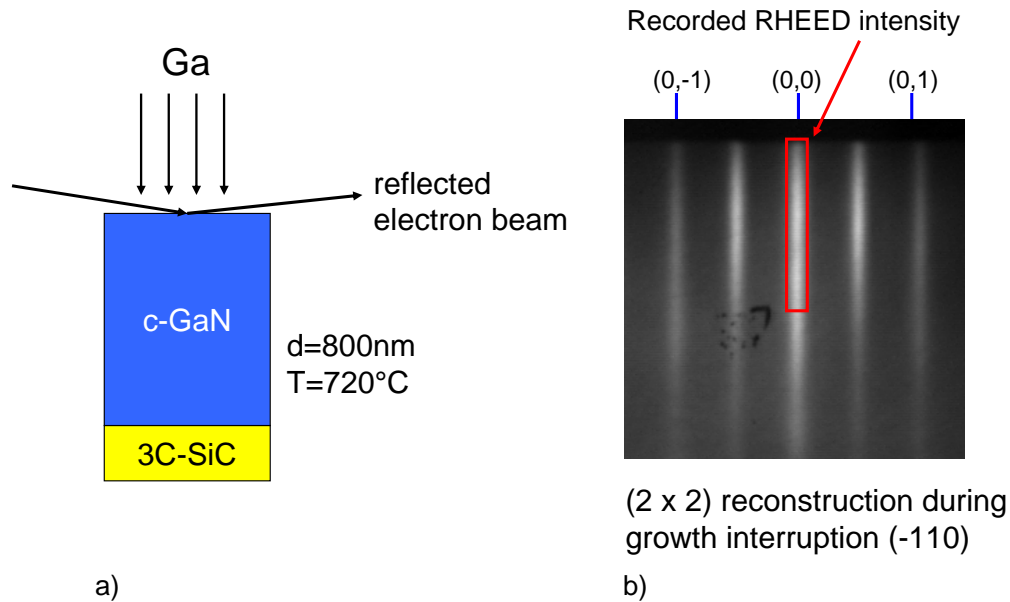 Recorded RHEED intensity
Ga
(0,-1) (0,0) (0,1)
reflected
electron beam
c-GaN
d=800nm
T=720°C
3C-SiC
(2 x 2) reconstruction during
growth interruption (-110)
a) b)